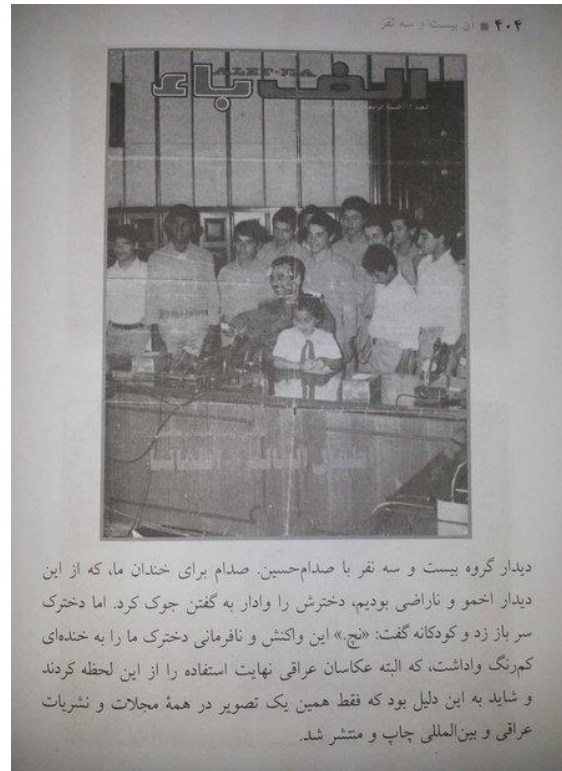 ۴۰۴ ■ آن بیست و سه نفر
ALEF-BA
الف باء
دیدار گروه بیست و سه نفر با صدام‌حسین. صدام برای خندان ما، که از این
دیدار اخمو و ناراضی بودیم، دخترش را وادار به گفتن جوک کرد. اما دخترک
سر باز زد و کودکانه گفت: «نچ.» این واکنش و نافرمانی دخترک ما را به خنده‌ای
کم‌رنگ واداشت، که البته عکاسان عراقی نهایت استفاده را از این لحظه کردند
و شاید به این دلیل بود که فقط همین یک تصویر در همهٔ مجلات و نشریات
عراقی و بین‌المللی چاپ و منتشر شد.